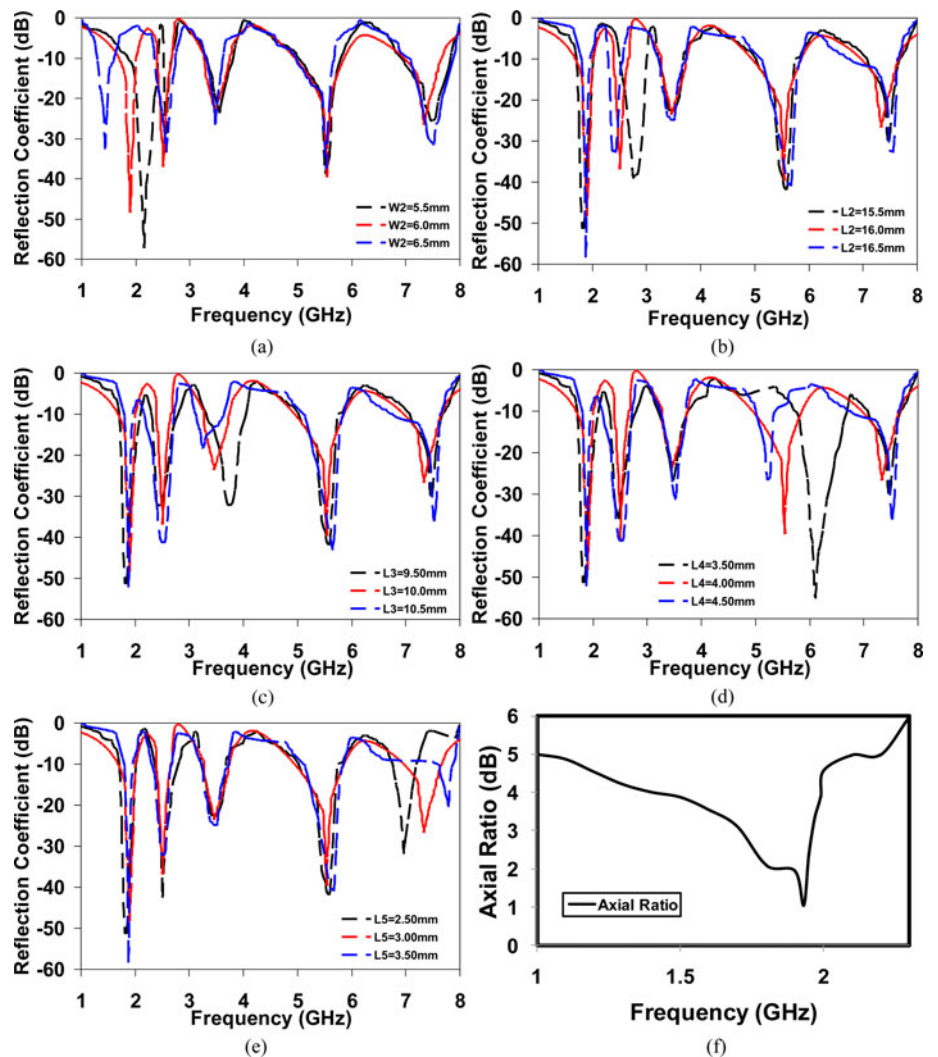 Reflection Coefficient (dB)
0
-10
-20
-30
-40
-50
-60
W2=5.5mm
W2=6.0mm
W2=6.5mm
1 2 3 4 5 6 7 8
Frequency (GHz)
(a)
Reflection Coefficient (dB)
0
-10
-20
-30
-40
-50
-60
L2=15.5mm
L2=16.0mm
L2=16.5mm
1 2 3 4 5 6 7 8
Frequency (GHz)
(b)
Reflection Coefficient (dB)
0
-10
-20
-30
-40
-50
-60
L3=9.50mm
L3=10.0mm
L3=10.5mm
1 2 3 4 5 6 7 8
Frequency (GHz)
(c)
Reflection Coefficient (dB)
0
-10
-20
-30
-40
-50
-60
L4=3.50mm
L4=4.00mm
L4=4.50mm
1 2 3 4 5 6 7 8
Frequency (GHz)
(d)
Reflection Coefficient (dB)
0
-10
-20
-30
-40
-50
-60
L5=2.50mm
L5=3.00mm
L5=3.50mm
1 2 3 4 5 6 7 8
Frequency (GHz)
(e)
Axial Ratio (dB)
6
5
4
3
2
1
0
Axial Ratio
1 1.5 2
Frequency (GHz)
(f)